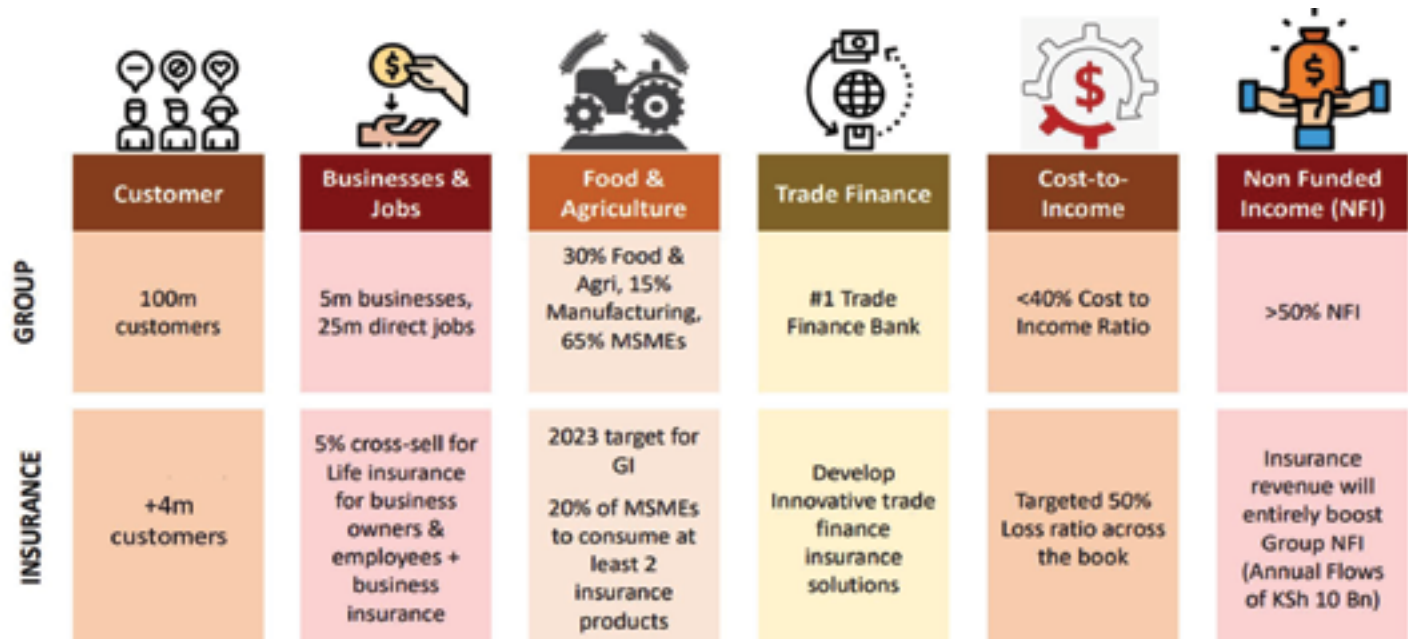 Customer
Businesses &
Jobs
Food &
Agriculture
Trade Finance
Cost-to-
Income
Non Funded
Income (NFI)
GROUP
100m
customers
5m businesses,
25m direct jobs
30% Food &
Agri, 15%
Manufacturing,
65% MSMEs
#1 Trade
Finance Bank
<40% Cost to
Income Ratio
>50% NFI
INSURANCE
+4m
customers
5% cross-sell for
Life insurance
for business
owners &
employees +
business
insurance
2023 target for
GI
20% of MSMEs
to consume at
least 2
insurance
products
Develop
Innovative trade
finance
insurance
solutions
Targeted 50%
Loss ratio across
the book
Insurance
revenue will
entirely boost
Group NFI
(Annual Flows
of KSh 10 Bn)